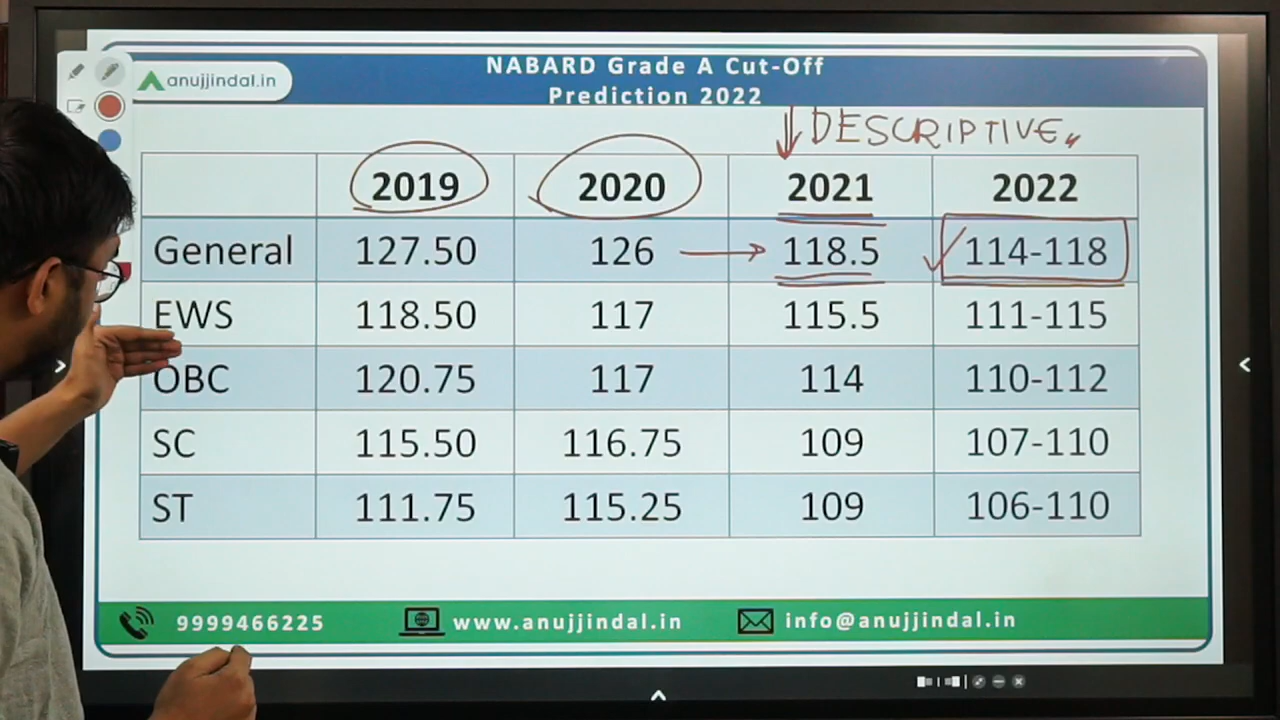 anujjindal.in
NABARD Grade A Cut-Off
Prediction 2022
DESCRIPTIVE
2019 2020 2021 2022
General 127.50 126 118.5 114-118
EWS 118.50 117 115.5 111-115
OBC 120.75 117 114 110-112
SC 115.50 116.75 109 107-110
ST 111.75 115.25 109 106-110
9999466225 www.anujjindal.in info@anujjindal.in